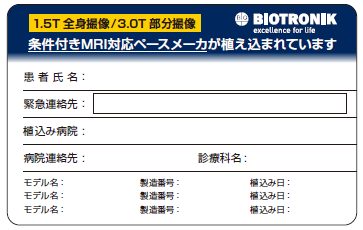 1.5T 全身撮像/3.0T 部分撮像
BIO BIOTRONIK
excellence for life
条件付きMRI対応ペースメーカが植え込まれています
患者氏名：
緊急連絡先：
植込み病院：
病院連絡先： 診療科名：
モデル名： 製造番号： 植込み日：
モデル名： 製造番号： 植込み日：
モデル名： 製造番号： 植込み日：